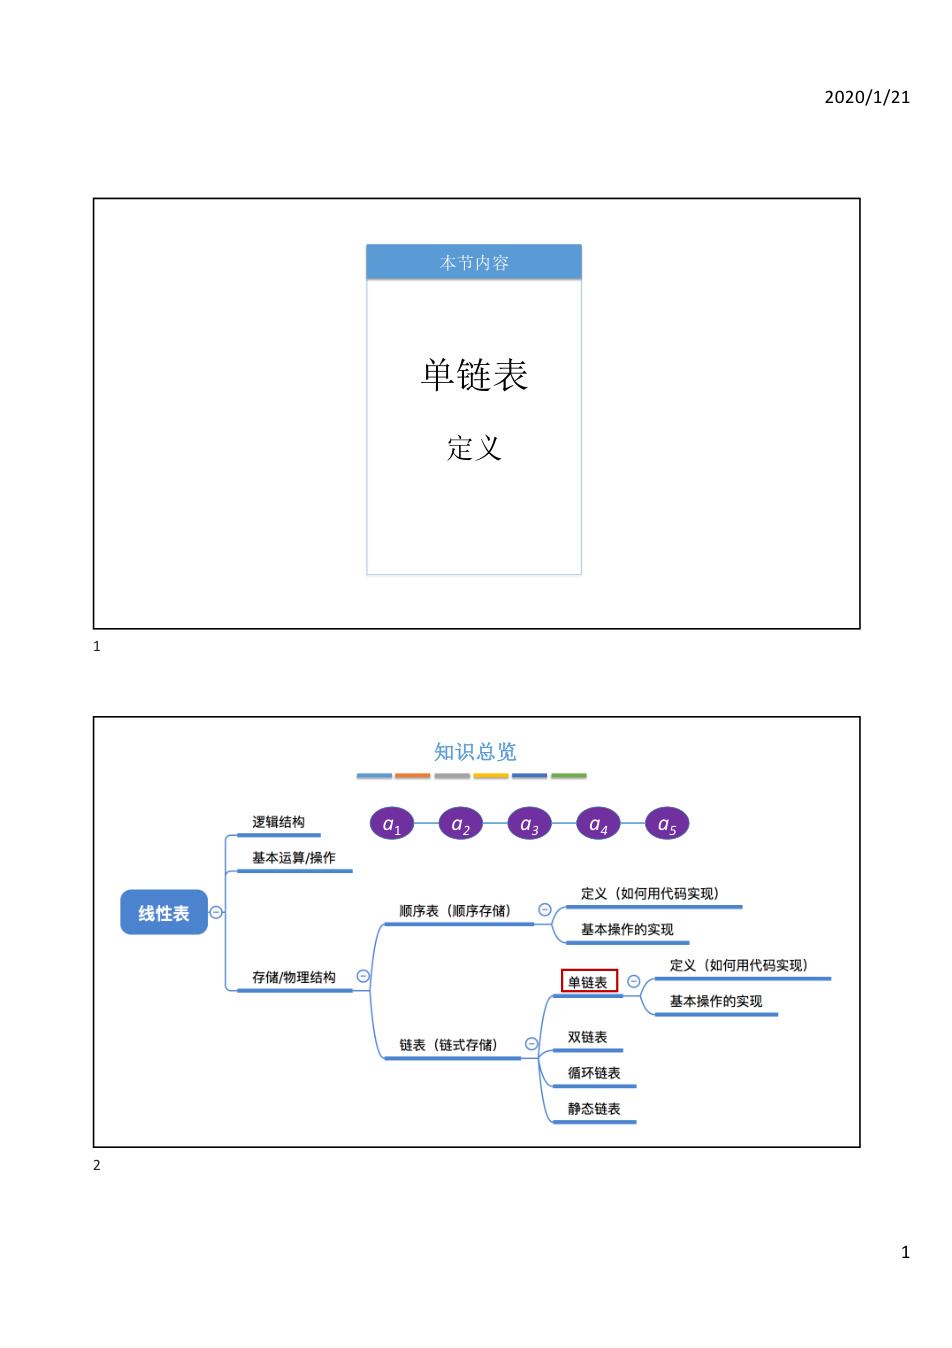 2020/1/21
本节内容
单链表
定义
1
知识总览
a1 a2 a3 a4 a5
逻辑结构
基本运算/操作
线性表
存储/物理结构
顺序表（顺序存储）
定义（如何用代码实现）
基本操作的实现
链表（链式存储）
单链表
定义（如何用代码实现）
基本操作的实现
双链表
循环链表
静态链表
2
1